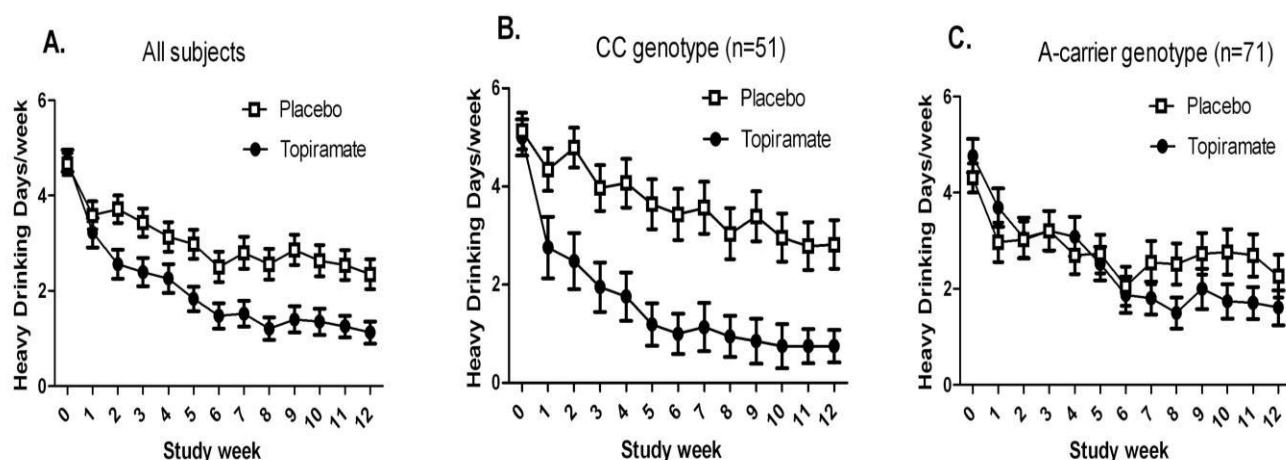 A.
All subjects
Heavy Drinking Days/week
6
4
2
0
Placebo
Topiramate
0 1 2 3 4 5 6 7 8 9 10 11 12
Study week
B.
CC genotype (n=51)
Heavy Drinking Days/week
6
4
2
0
Placebo
Topiramate
0 1 2 3 4 5 6 7 8 9 10 11 12
Study week
C.
A-carrier genotype (n=71)
Heavy Drinking Days/week
6
4
2
0
Placebo
Topiramate
0 1 2 3 4 5 6 7 8 9 10 11 12
Study week